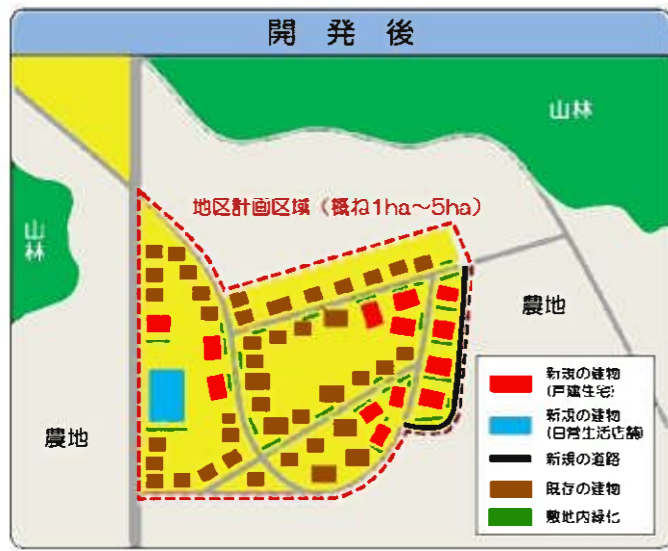 開発後
山林
山林
地区計画区域（概ね1ha～5ha）
農地
農地
新規の建物
(戸建住宅)
新規の建物
(日常生活店舗)
新規の道路
既存の建物
敷地内緑化